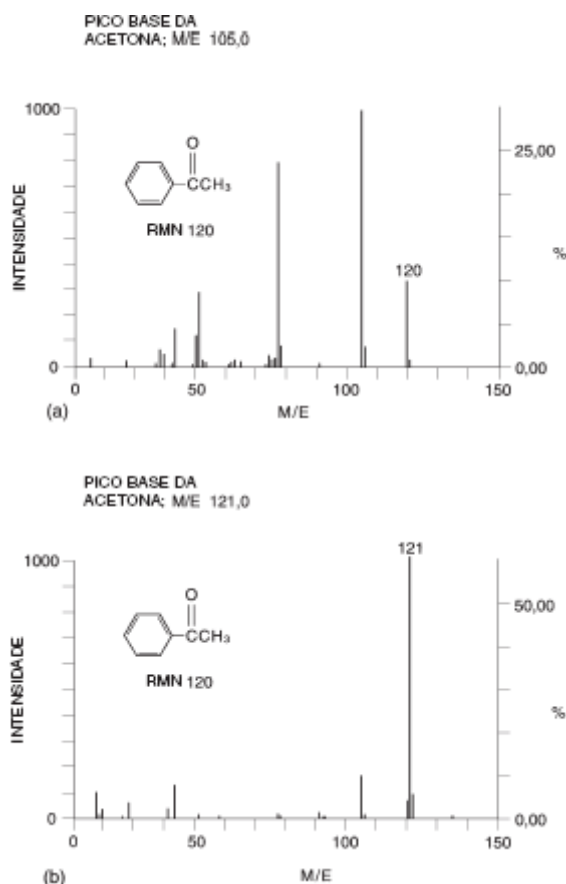 PICO BASE DA
ACETONA; M/E 105,0
1000
INTENSIDADE
0
O
CCH₃
RMN 120
120
25,00
%
0,00
0
50
100
150
(a)
M/E
PICO BASE DA
ACETONA; M/E 121,0
1000
INTENSIDADE
0
O
CCH₃
RMN 120
121
50,00
%
0,00
0
50
100
150
(b)
M/E